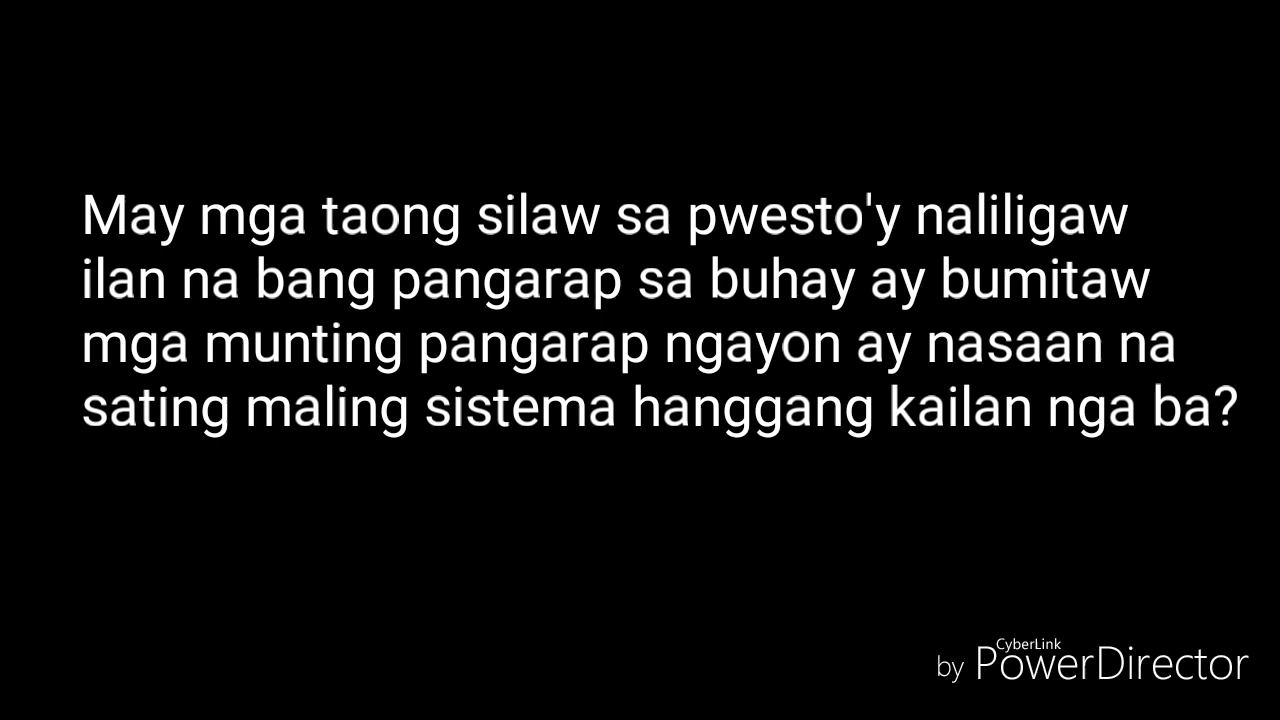 May mga taong silaw sa pwesto'y naliligaw
ilan na bang pangarap sa buhay ay bumitaw
mga munting pangarap ngayon ay nasaan na
sating maling sistema hanggang kailan nga ba?
CyberLink
by PowerDirector